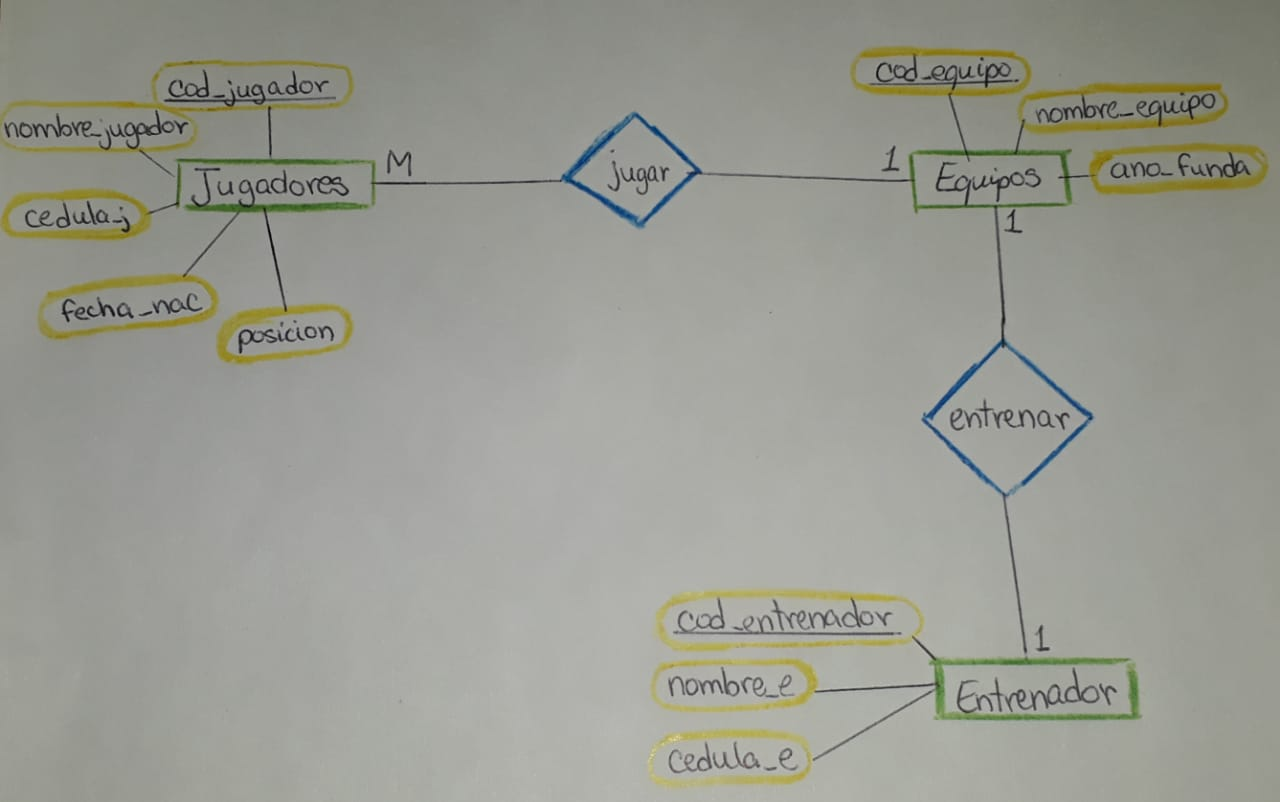 cod_jugador
nombre_jugador
Jugadores
cedula_j
fecha_nac
posicion
M
jugar
1
cod_equipo
nombre_equipo
Equipos
ano_funda
1
entrenar
1
cod_entrenador
nombre_e
Entrenador
cedula_e